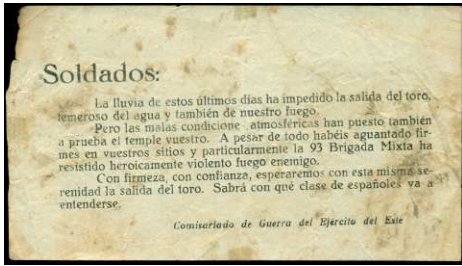 Soldados:
La lluvia de estos últimos días ha impedido la salida del toro,
temeroso del agua y también de nuestro fuego.
Pero las malas condicione atmosféricas han puesto también
a prueba el temple vuestro. A pesar de todo habéis aguantado fir-
mes en vuestros sitios y particularmente la 93 Brigada Mixta ha
resistido heroicamente violento fuego enemigo.
Con firmeza, con confianza, esperaremos con esta misma se-
renidad la salida del toro. Sabrá con qué clase de españoles va a
entenderse.
Comisariado de Guerra del Ejercito del Este